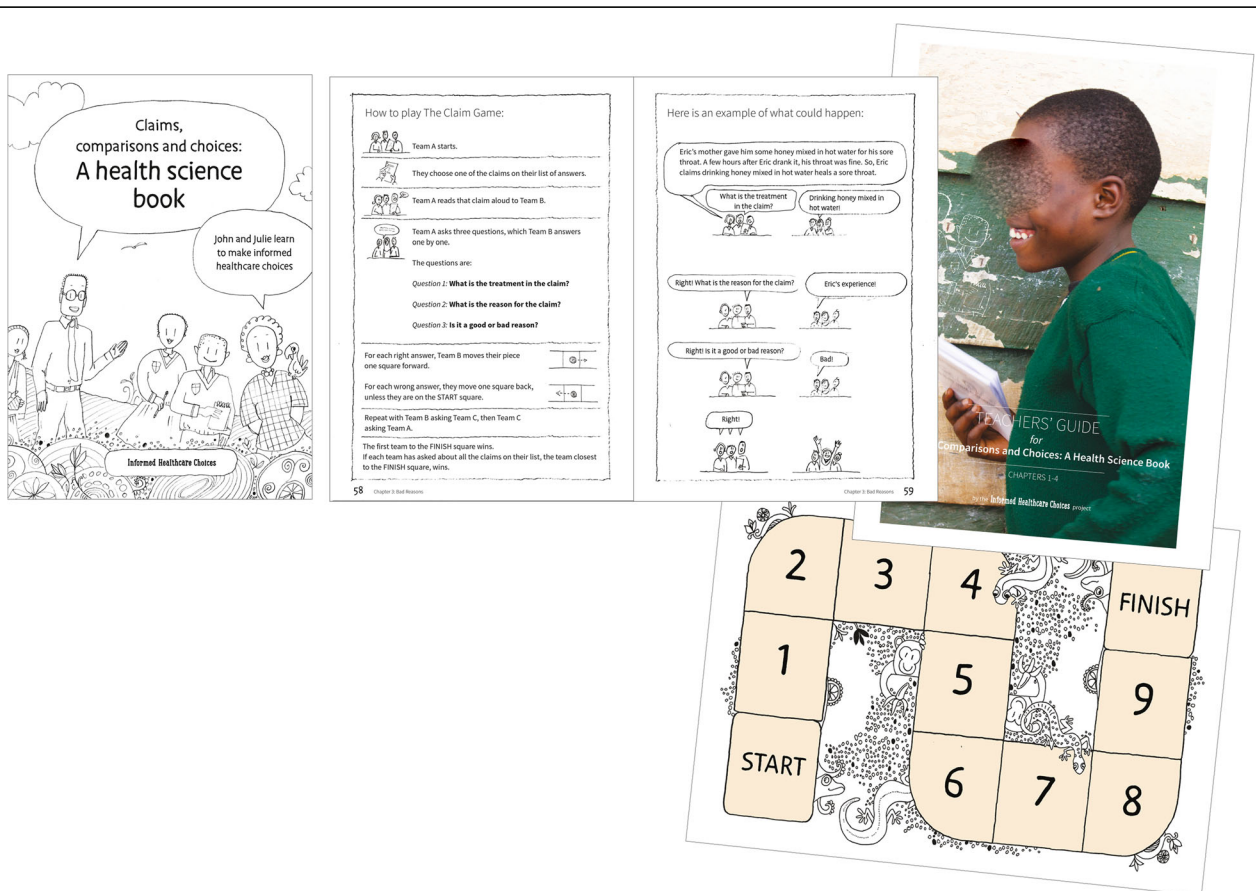 Claims,
comparisons and choices:
A health science
book
John and Julie learn
to make informed
healthcare choices
Informed Healthcare Choices
How to play The Claim Game:
Team A starts.
They choose one of the claims on their list of answers.
Team A reads that claim aloud to Team B.
Team A asks three questions, which Team B answers
one by one.
The questions are:
Question 1: What is the treatment in the claim?
Question 2: What is the reason for the claim?
Question 3: Is it a good or bad reason?
For each right answer, Team B moves their piece
one square forward.
For each wrong answer, they move one square back,
unless they are on the START square.
Repeat with Team B asking Team C, then Team C
asking Team A.
The first team to the FINISH square wins.
If each team has asked about all the claims on their list, the team closest
to the FINISH square, wins.
58 Chapter 3: Bad Reasons
Here is an example of what could happen:
Eric's mother gave him some honey mixed in hot water for his sore
throat. A few hours after Eric drank it, his throat was fine. So, Eric
claims drinking honey mixed in hot water heals a sore throat.
What is the treatment
in the claim?
Drinking honey mixed in
hot water!
Right! What is the reason for the claim?
Eric's experience!
Right! Is it a good or bad reason?
Bad!
Right!
Chapter 3: Bad Reasons 59
TEACHERS' GUIDE
for
Comparisons and Choices: A Health Science Book
CHAPTERS 1-4
by the Informed Healthcare Choices project
2
3
4
FINISH
1
5
9
START
6
7
8